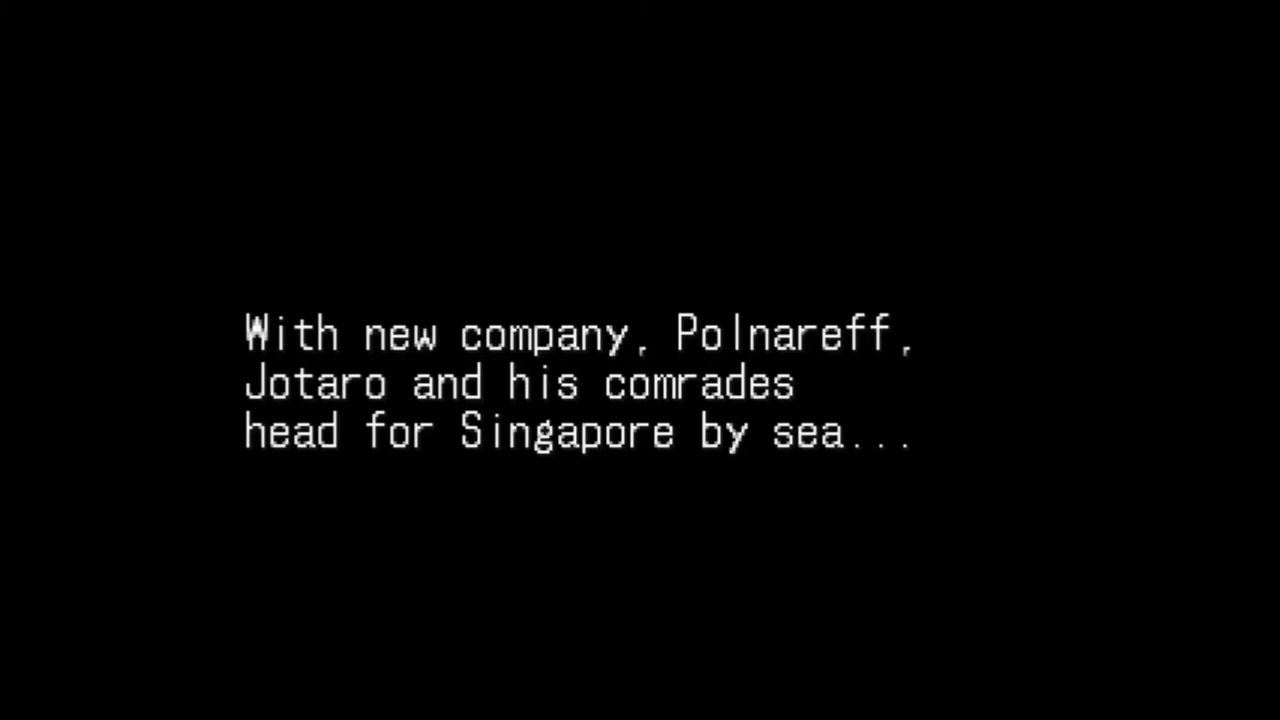 With new company, Polnareff,
Jotaro and his comrades
head for Singapore by sea...